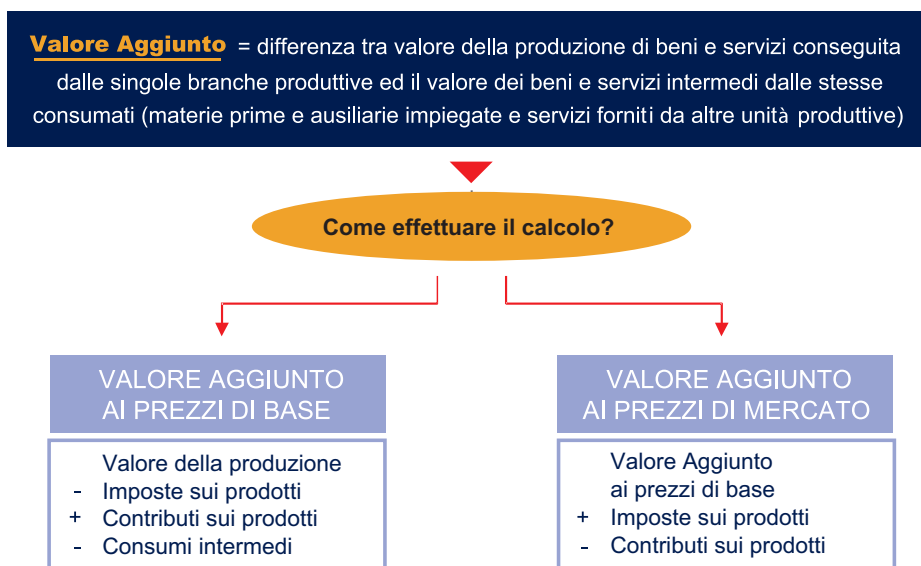 Valore Aggiunto = differenza tra valore della produzione di beni e servizi conseguita
dalle singole branche produttive ed il valore dei beni e servizi intermedi dalle stesse
consumati (materie prime e ausiliarie impiegate e servizi forniti da altre unità produttive)
Come effettuare il calcolo?
VALORE AGGIUNTO
AI PREZZI DI BASE
Valore della produzione
- Imposte sui prodotti
+ Contributi sui prodotti
- Consumi intermedi
VALORE AGGIUNTO
AI PREZZI DI MERCATO
Valore Aggiunto
ai prezzi di base
+ Imposte sui prodotti
- Contributi sui prodotti